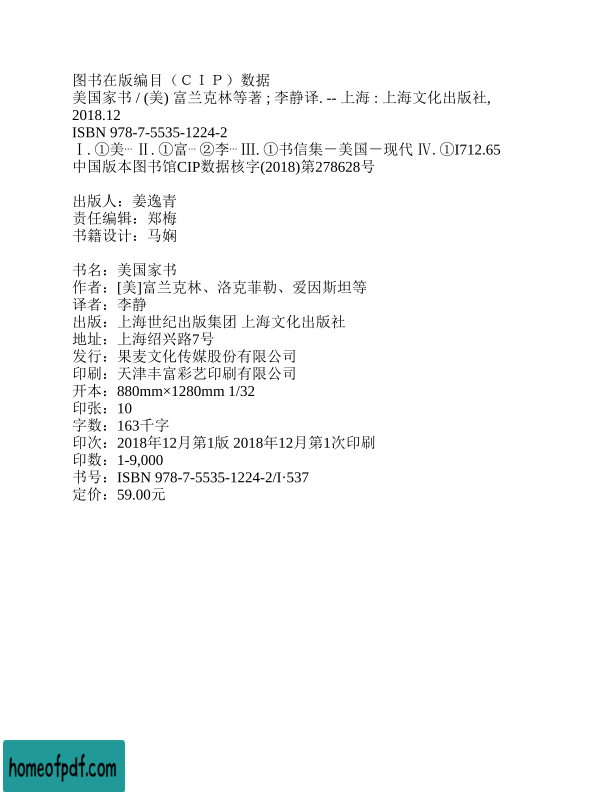 图书在版编目（ＣＩＰ）数据
美国家书 / (美) 富兰克林等著 ; 李静译. -- 上海 : 上海文化出版社,
2018.12
ISBN 978-7-5535-1224-2
Ⅰ. ①美… Ⅱ. ①富… ②李… Ⅲ. ①书信集－美国－现代 Ⅳ. ①I712.65
中国版本图书馆CIP数据核字(2018)第278628号
出版人：姜逸青
责任编辑：郑梅
书籍设计：马娴
书名：美国家书
作者：[美]富兰克林、洛克菲勒、爱因斯坦等
译者：李静
出版：上海世纪出版集团 上海文化出版社
地址：上海绍兴路7号
发行：果麦文化传媒股份有限公司
印刷：天津丰富彩艺印刷有限公司
开本：880mm×1280mm 1/32
印张：10
字数：163千字
印次：2018年12月第1版 2018年12月第1次印刷
印数：1-9,000
书号：ISBN 978-7-5535-1224-2/I·537
定价：59.00元
homeofpdf.com